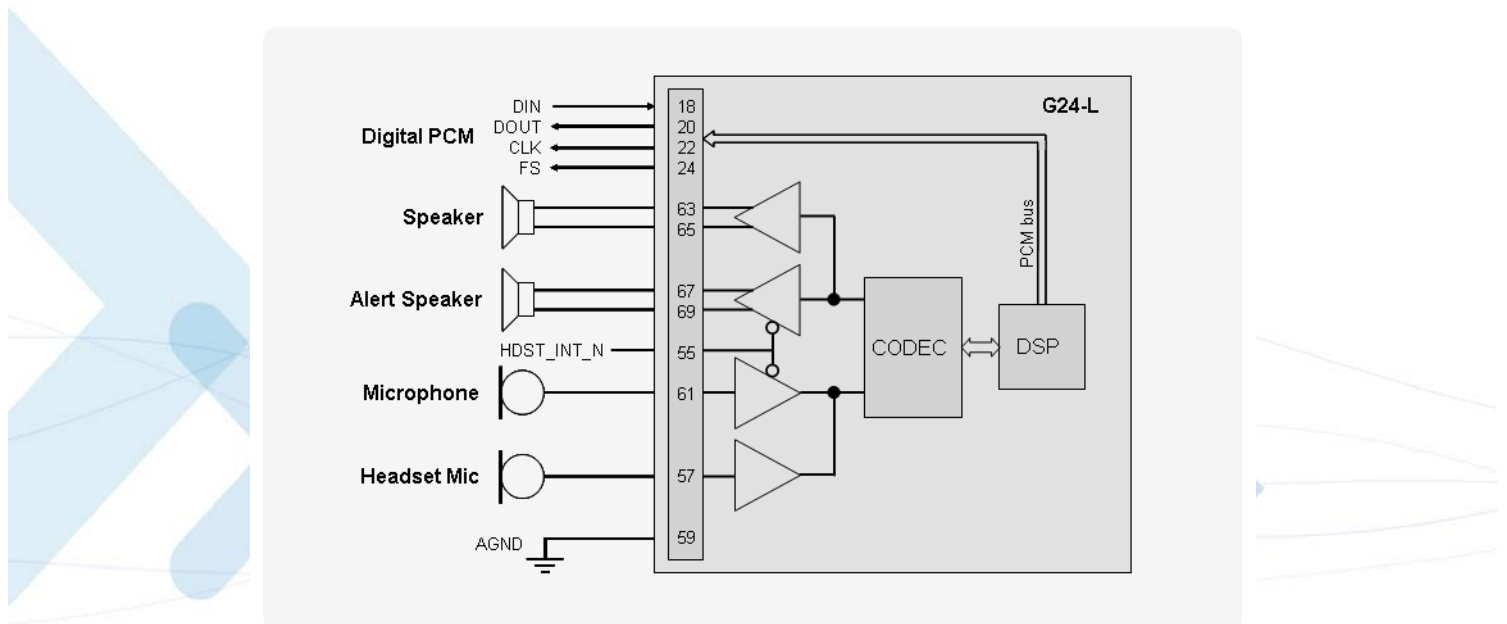 G24-L
DIN 18
Digital PCM DOUT 20
CLK 22
FS 24
Speaker 63
65
PCM bus
Alert Speaker 67
69
HDST_INT_N 55
CODEC DSP
Microphone 61
Headset Mic 57
AGND 59